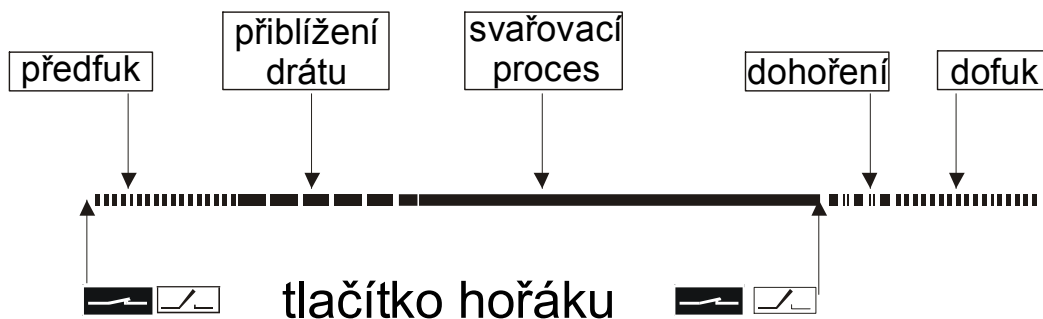 předfuk
přiblížení
drátu
svařovací
proces
dohoření
dofuk
tlačítko hořáku